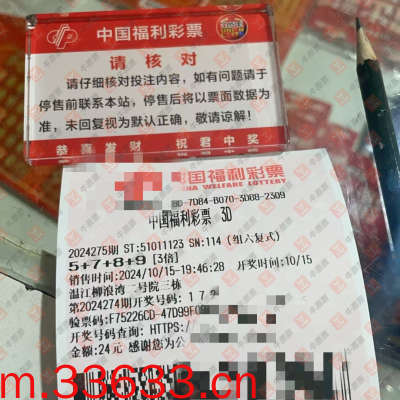 中国福利彩票
请核对
请仔细核对投注内容，如有问题请于
停售前联系本站，停售后将以票面数据为
准，未回复视为默认正确，敬请谅解！
恭喜发财 祝君中奖
国福利彩票
NA WELFARE LOTTERY
BD-7D84-B070-3DBB-2309
中国福利彩票 3D
2024275期 ST:51011123 SN:114 (组六复式)
5+7+8+9 [3倍]
销售时间:2024/10/15-19:46:28 开奖时间:10/15
温江柳浪湾二号院三栋
第2024274期开奖号码: 1 7
验票码:F75226CD-47D99F0
开奖号码查询: HTTPS:/
金额:24元 感谢您为公
m.33633.cn